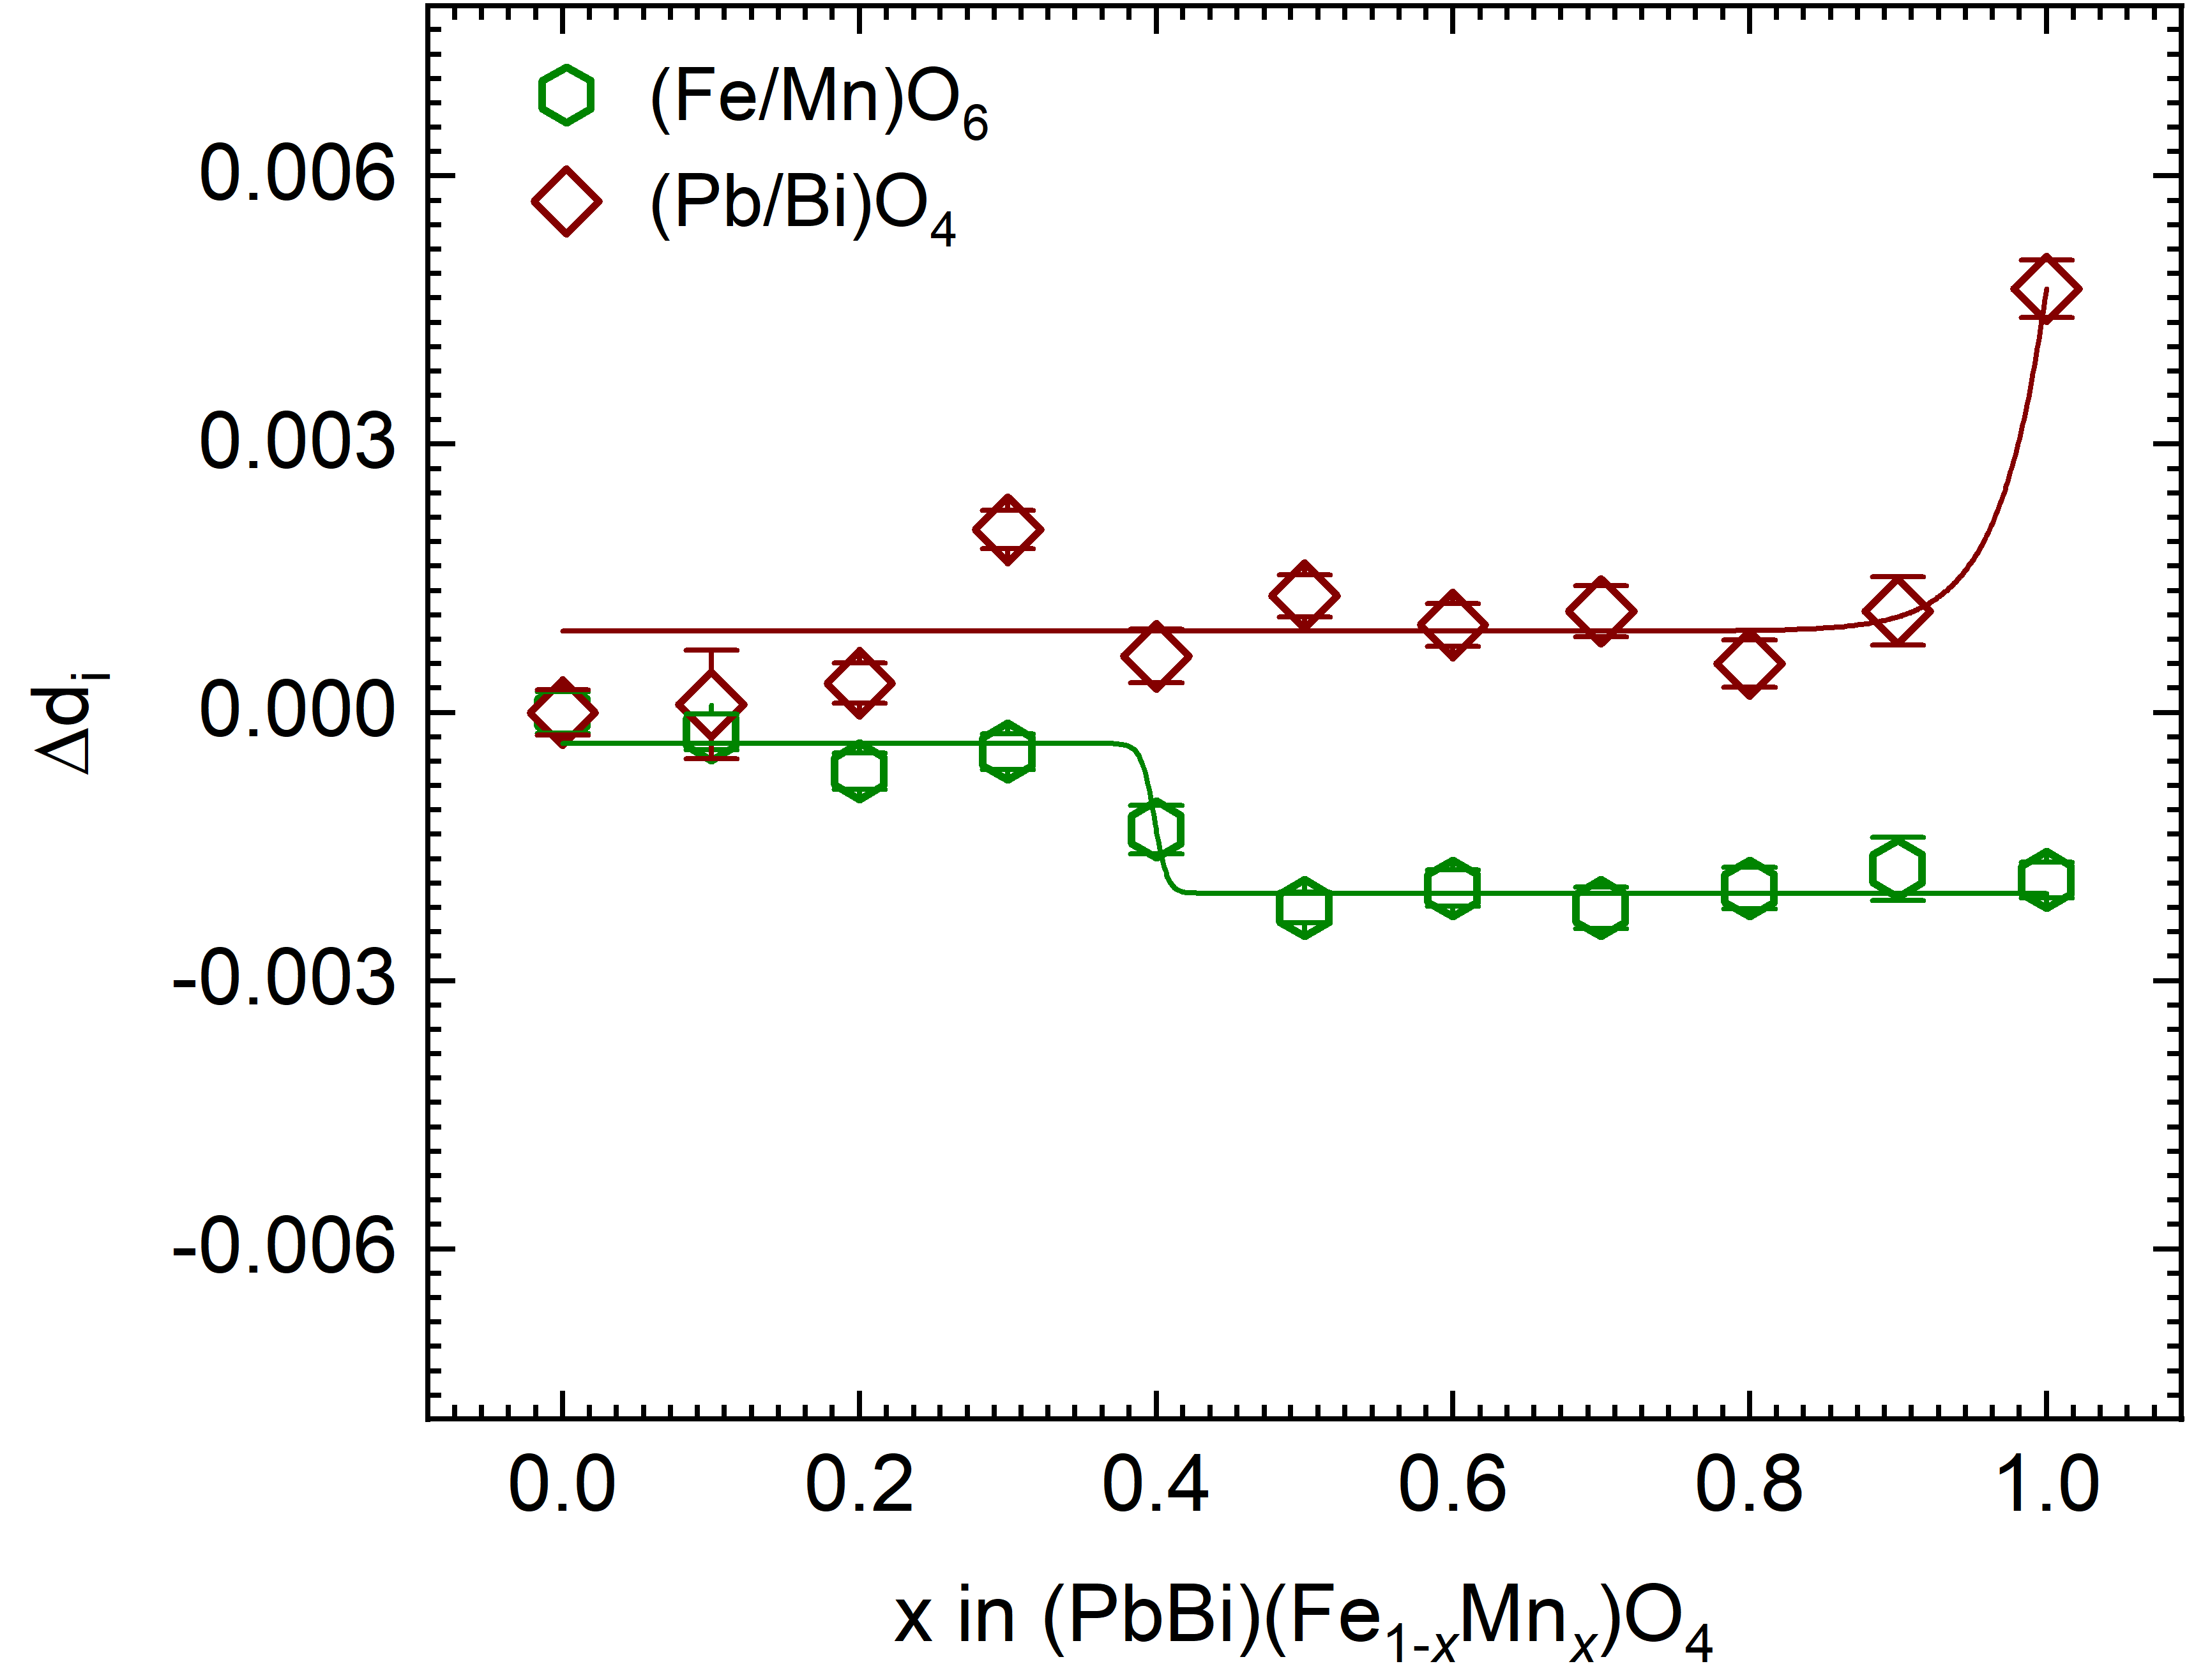 (Fe/Mn)O₆
(Pb/Bi)O₄
0.006
0.003
0.000
-0.003
-0.006
Δdᵢ
0.0 0.2 0.4 0.6 0.8 1.0
x in (PbBi)(Fe₁₋ₓMnₓ)O₄